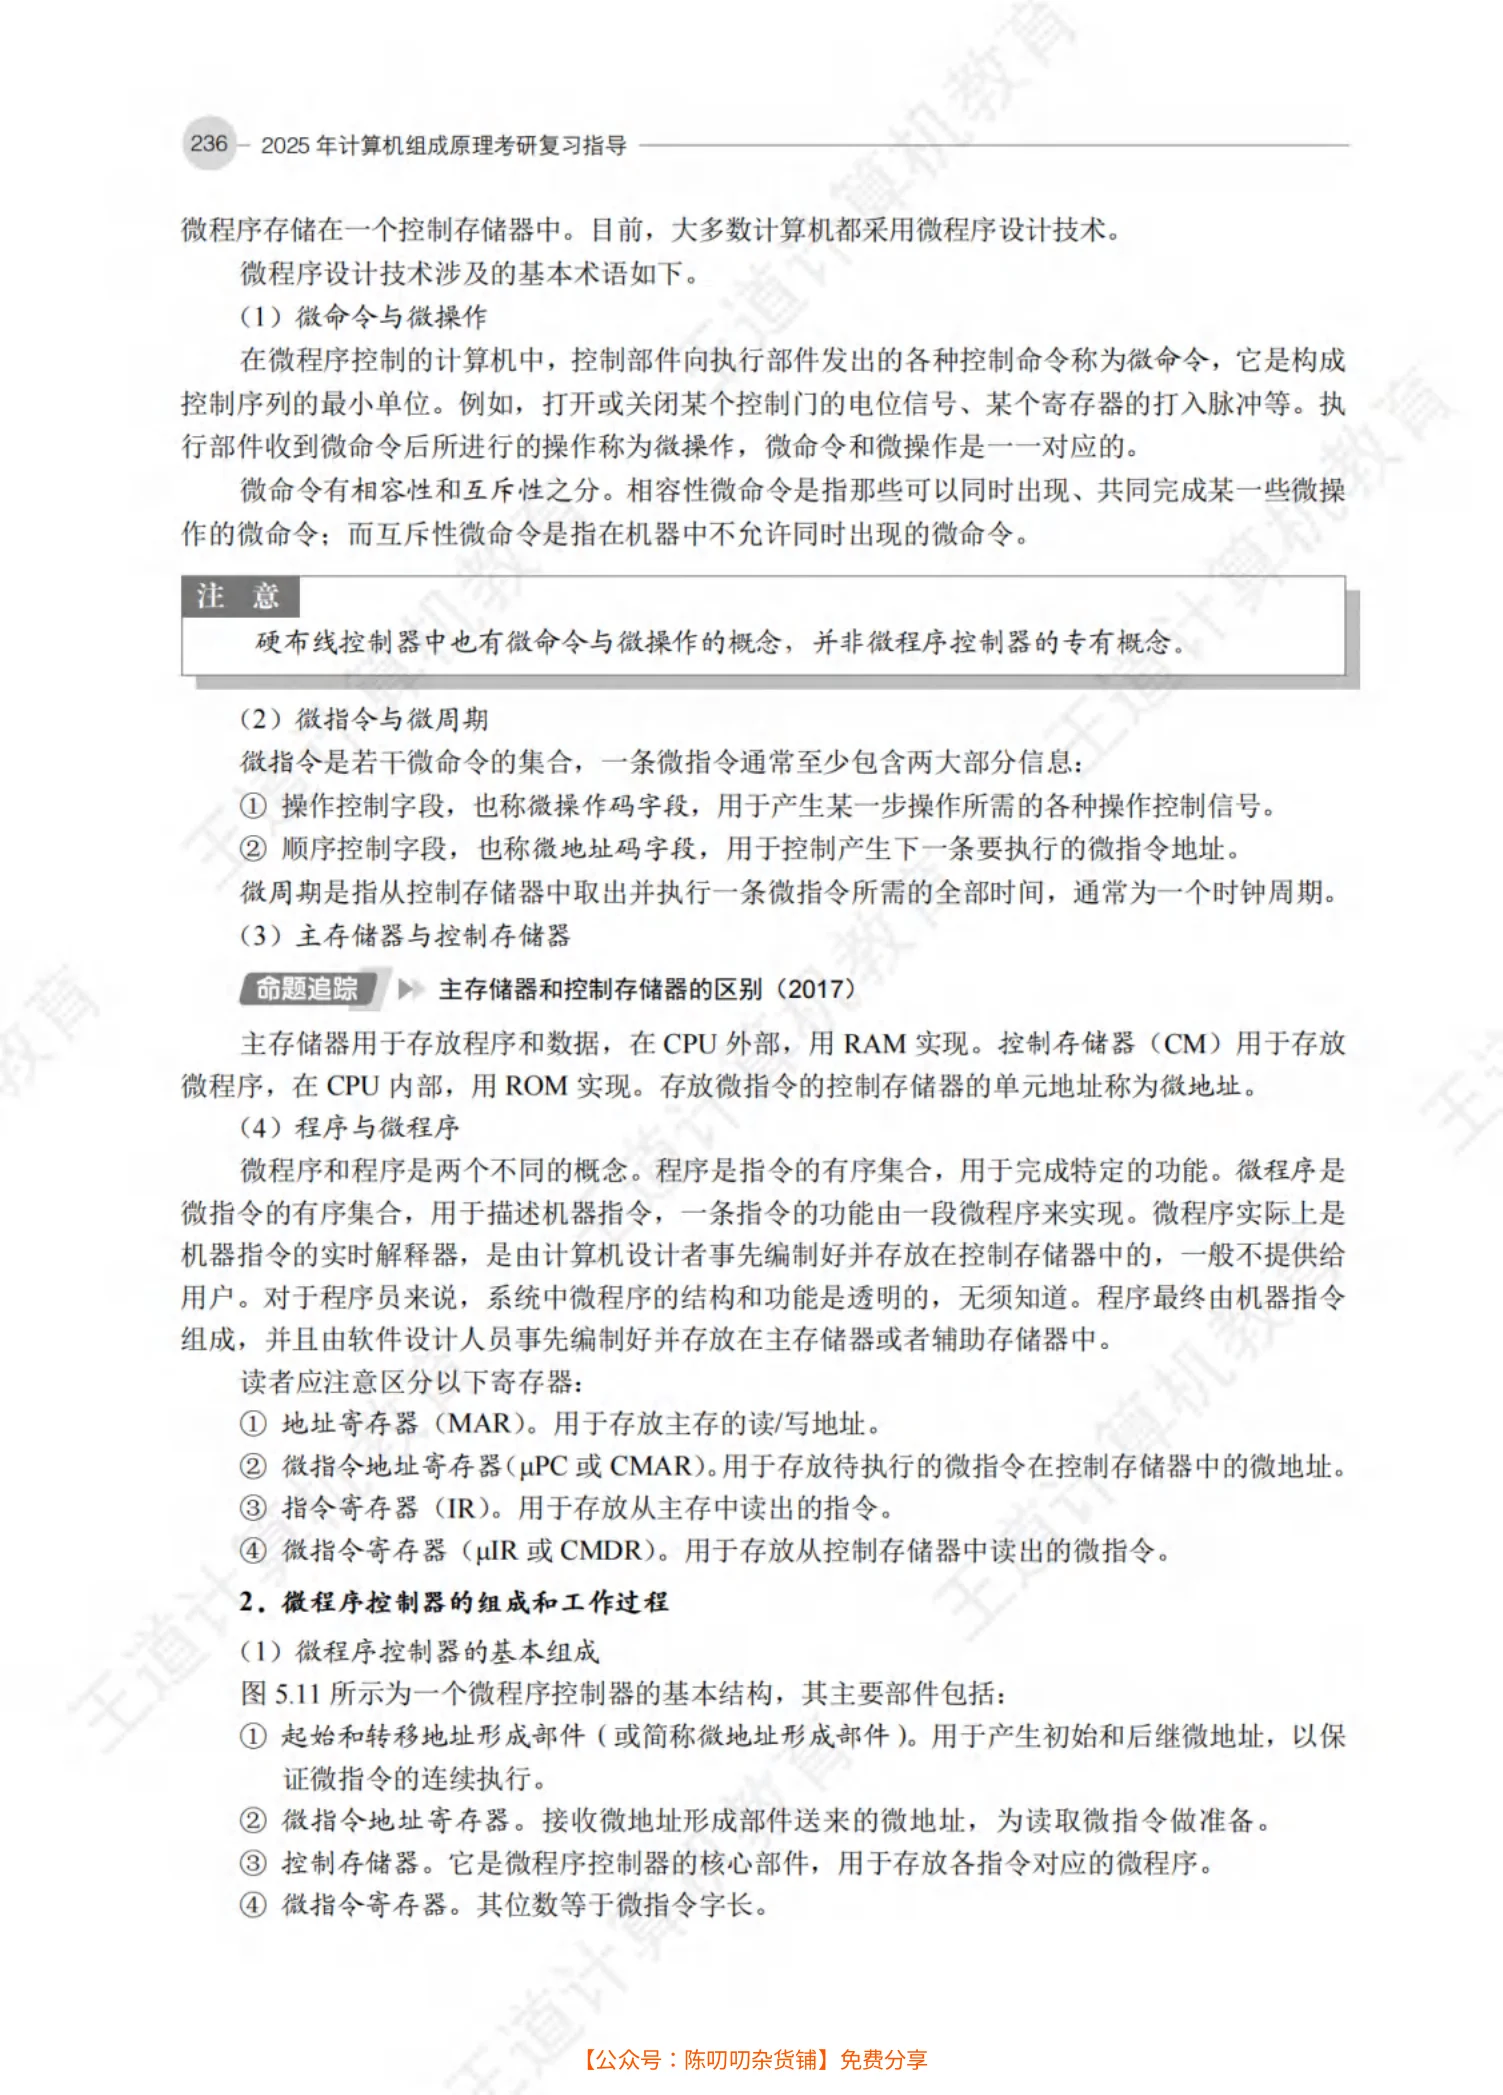 236 2025 年计算机组成原理考研复习指导
微程序存储在一个控制存储器中。目前，大多数计算机都采用微程序设计技术。
微程序设计技术涉及的基本术语如下。
（1）微命令与微操作
在微程序控制的计算机中，控制部件向执行部件发出的各种控制命令称为微命令，它是构成
控制序列的最小单位。例如，打开或关闭某个控制门的电位信号、某个寄存器的打入脉冲等。执
行部件收到微命令后所进行的操作称为微操作，微命令和微操作是一一对应的。
微命令有相容性和互斥性之分。相容性微命令是指那些可以同时出现、共同完成某一些微操
作的微命令；而互斥性微命令是指在机器中不允许同时出现的微命令。
注 意
硬布线控制器中也有微命令与微操作的概念，并非微程序控制器的专有概念。
（2）微指令与微周期
微指令是若干微命令的集合，一条微指令通常至少包含两大部分信息：
① 操作控制字段，也称微操作码字段，用于产生某一步操作所需的各种操作控制信号。
② 顺序控制字段，也称微地址码字段，用于控制产生下一条要执行的微指令地址。
微周期是指从控制存储器中取出并执行一条微指令所需的全部时间，通常为一个时钟周期。
（3）主存储器与控制存储器
命题追踪 主存储器和控制存储器的区别（2017）
主存储器用于存放程序和数据，在 CPU 外部，用 RAM 实现。控制存储器（CM）用于存放
微程序，在 CPU 内部，用 ROM 实现。存放微指令的控制存储器的单元地址称为微地址。
（4）程序与微程序
微程序和程序是两个不同的概念。程序是指令的有序集合，用于完成特定的功能。微程序是
微指令的有序集合，用于描述机器指令，一条指令的功能由一段微程序来实现。微程序实际上是
机器指令的实时解释器，是由计算机设计者事先编制好并存放在控制存储器中的，一般不提供给
用户。对于程序员来说，系统中微程序的结构和功能是透明的，无须知道。程序最终由机器指令
组成，并且由软件设计人员事先编制好并存放在主存储器或者辅助存储器中。
读者应注意区分以下寄存器：
① 地址寄存器（MAR）。用于存放主存的读/写地址。
② 微指令地址寄存器（μPC 或 CMAR）。用于存放待执行的微指令在控制存储器中的微地址。
③ 指令寄存器（IR）。用于存放从主存中读出的指令。
④ 微指令寄存器（μIR 或 CMDR）。用于存放从控制存储器中读出的微指令。
2. 微程序控制器的组成和工作过程
（1）微程序控制器的基本组成
图 5.11 所示为一个微程序控制器的基本结构，其主要部件包括：
① 起始和转移地址形成部件（或简称微地址形成部件）。用于产生初始和后继微地址，以保
证微指令的连续执行。
② 微指令地址寄存器。接收微地址形成部件送来的微地址，为读取微指令做准备。
③ 控制存储器。它是微程序控制器的核心部件，用于存放各指令对应的微程序。
④ 微指令寄存器。其位数等于微指令字长。
王道计算机教育
王道计算机教育
王道计算机教育
王道计算机教育
王道计算机教育
王道计算机教育
王道计算机教育
【公众号：陈叨叨杂货铺】免费分享